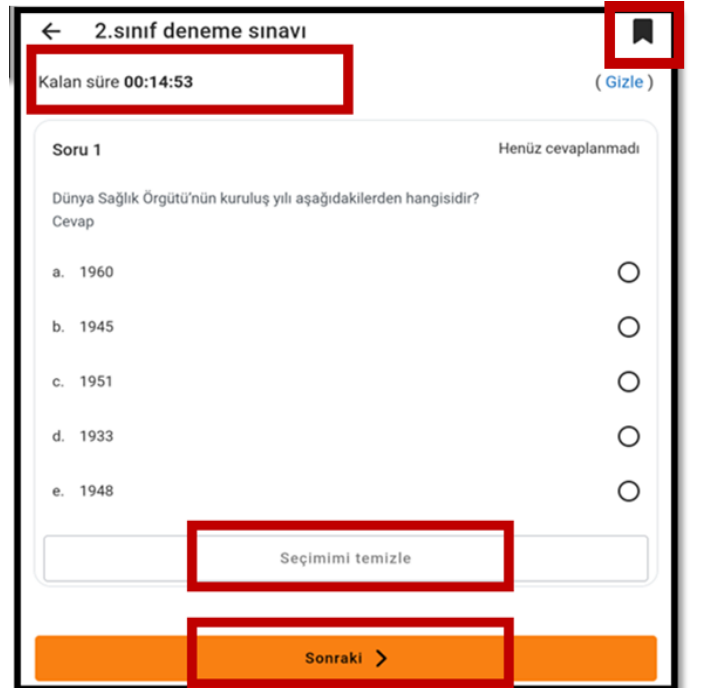 2.sınıf deneme sınavı
Kalan süre 00:14:53
( Gizle )
Soru 1
Henüz cevaplanmadı
Dünya Sağlık Örgütü'nün kuruluş yılı aşağıdakilerden hangisidir?
Cevap
a. 1960
b. 1945
c. 1951
d. 1933
e. 1948
Seçimimi temizle
Sonraki